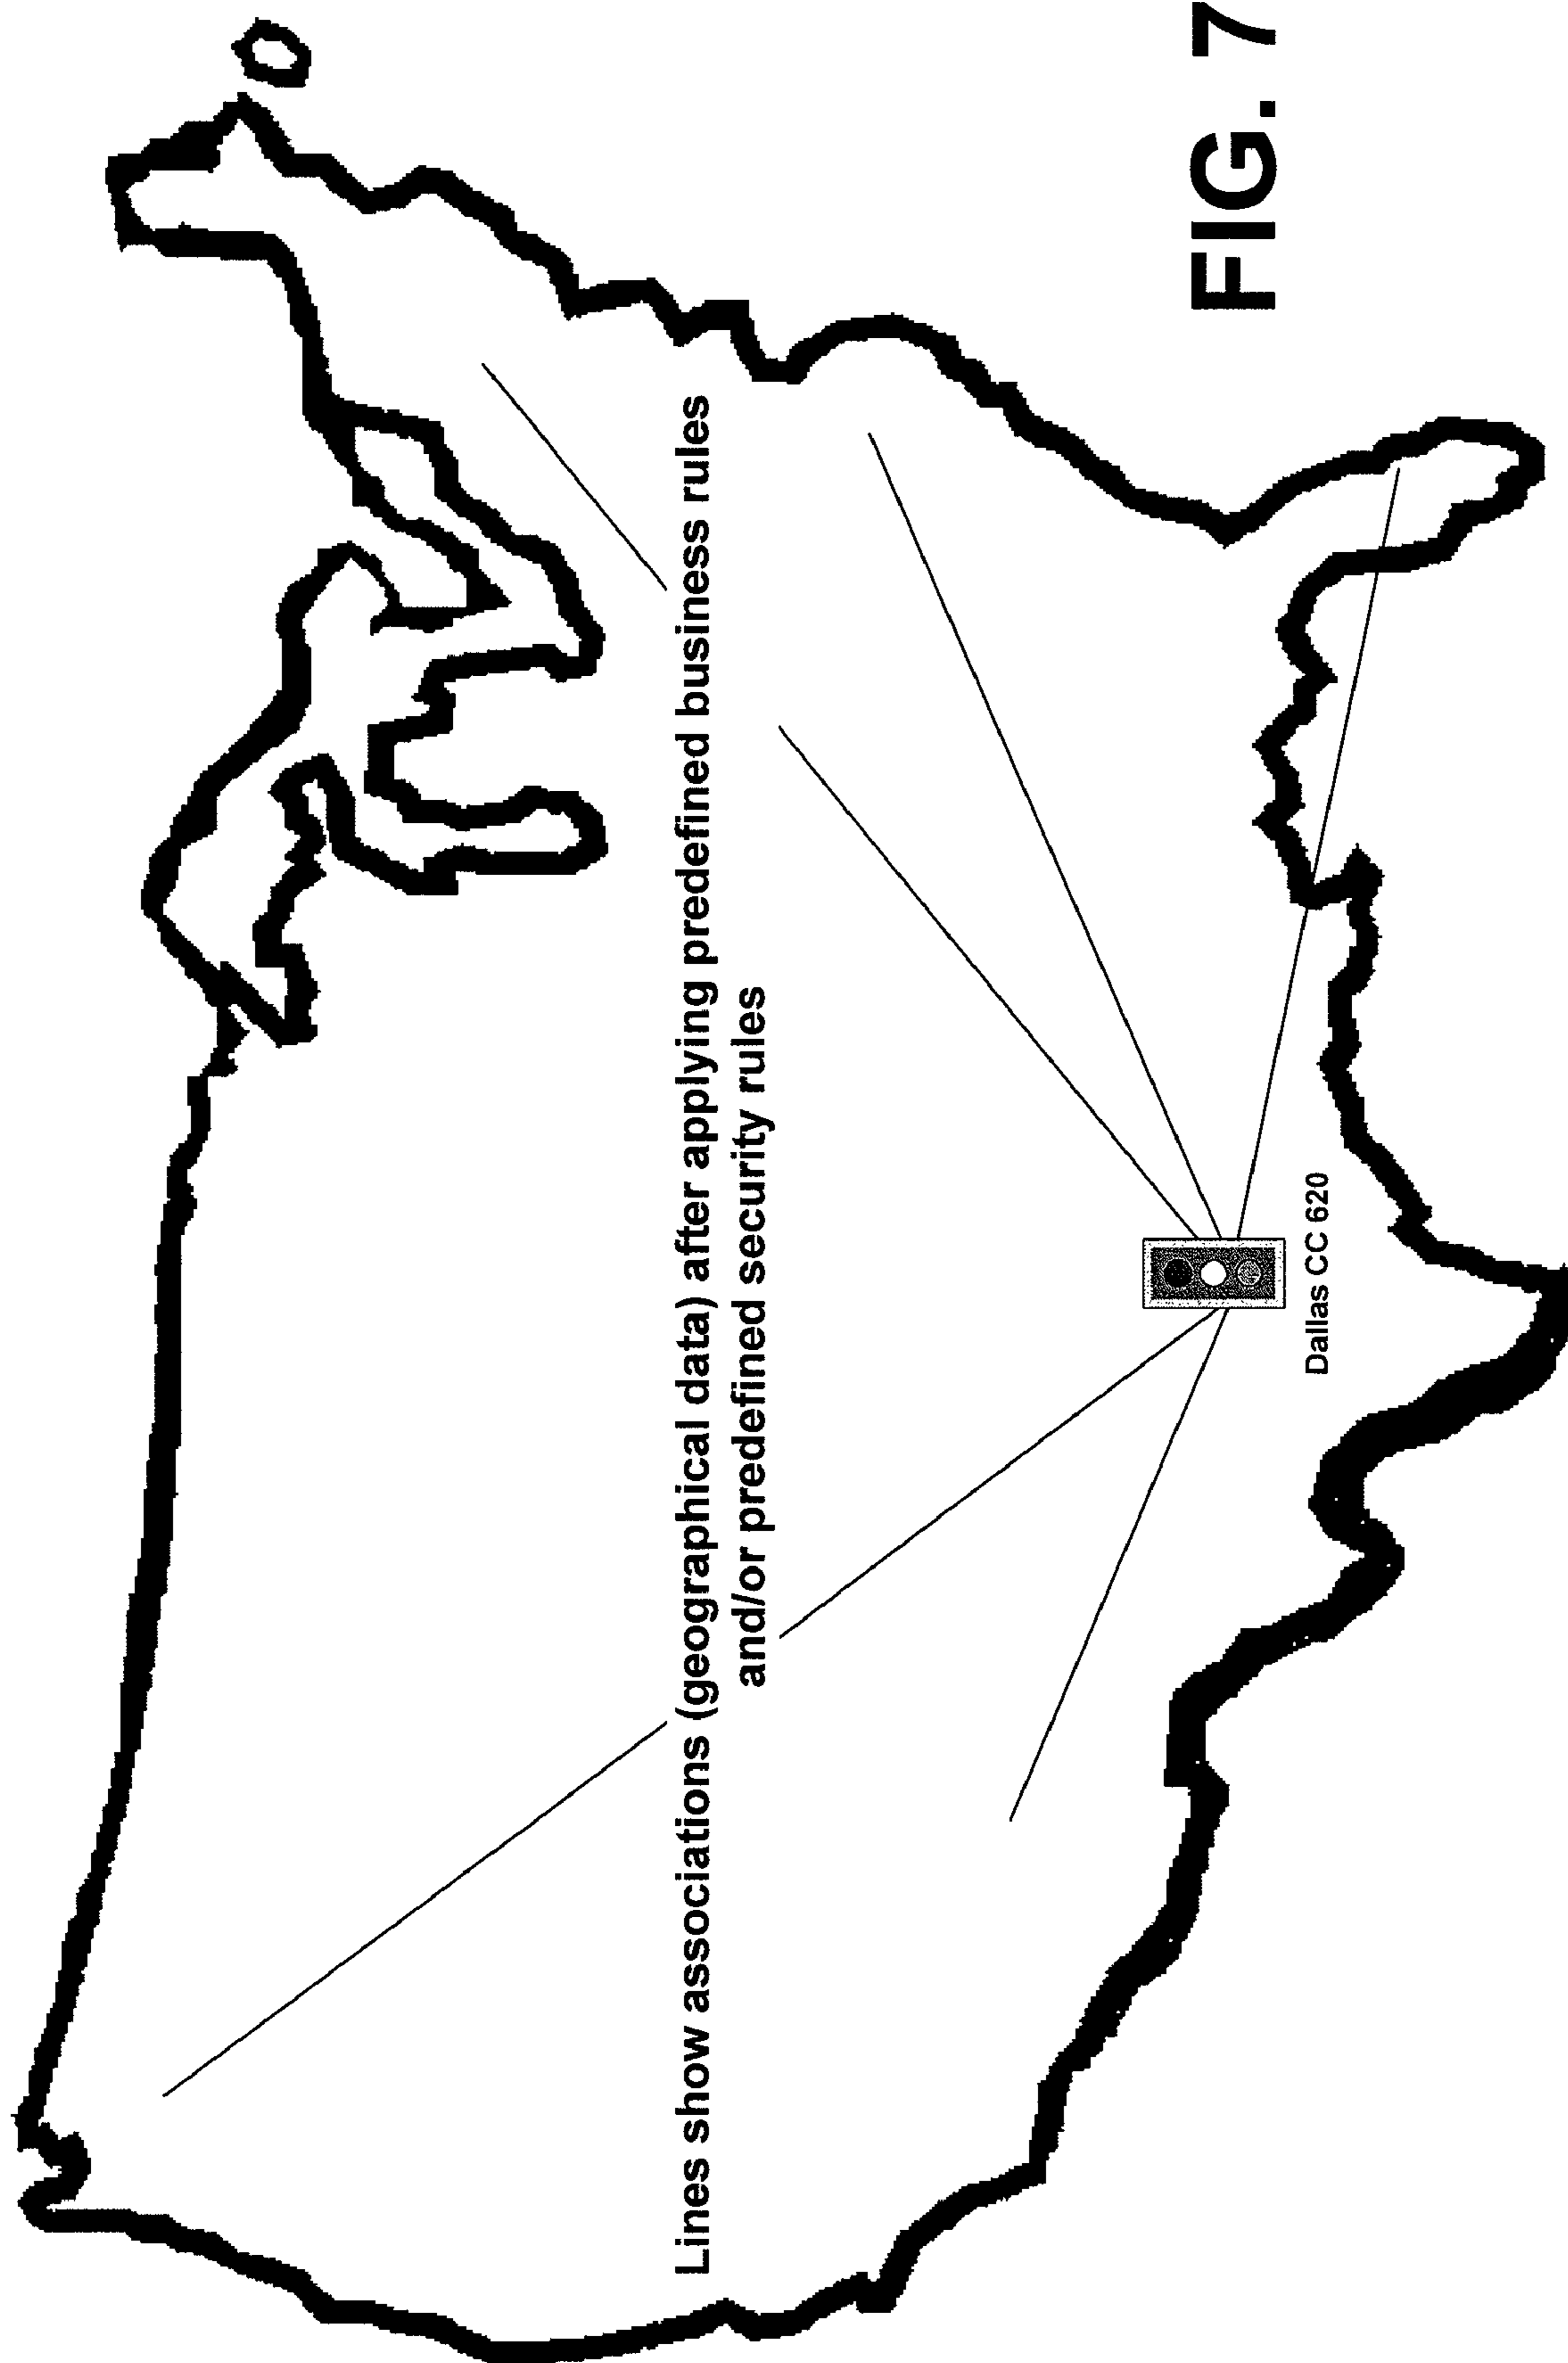 Lines show associations (geographical data) after applying predefined business rules
and/or predefined security rules
Dallas CC 620
FIG. 7